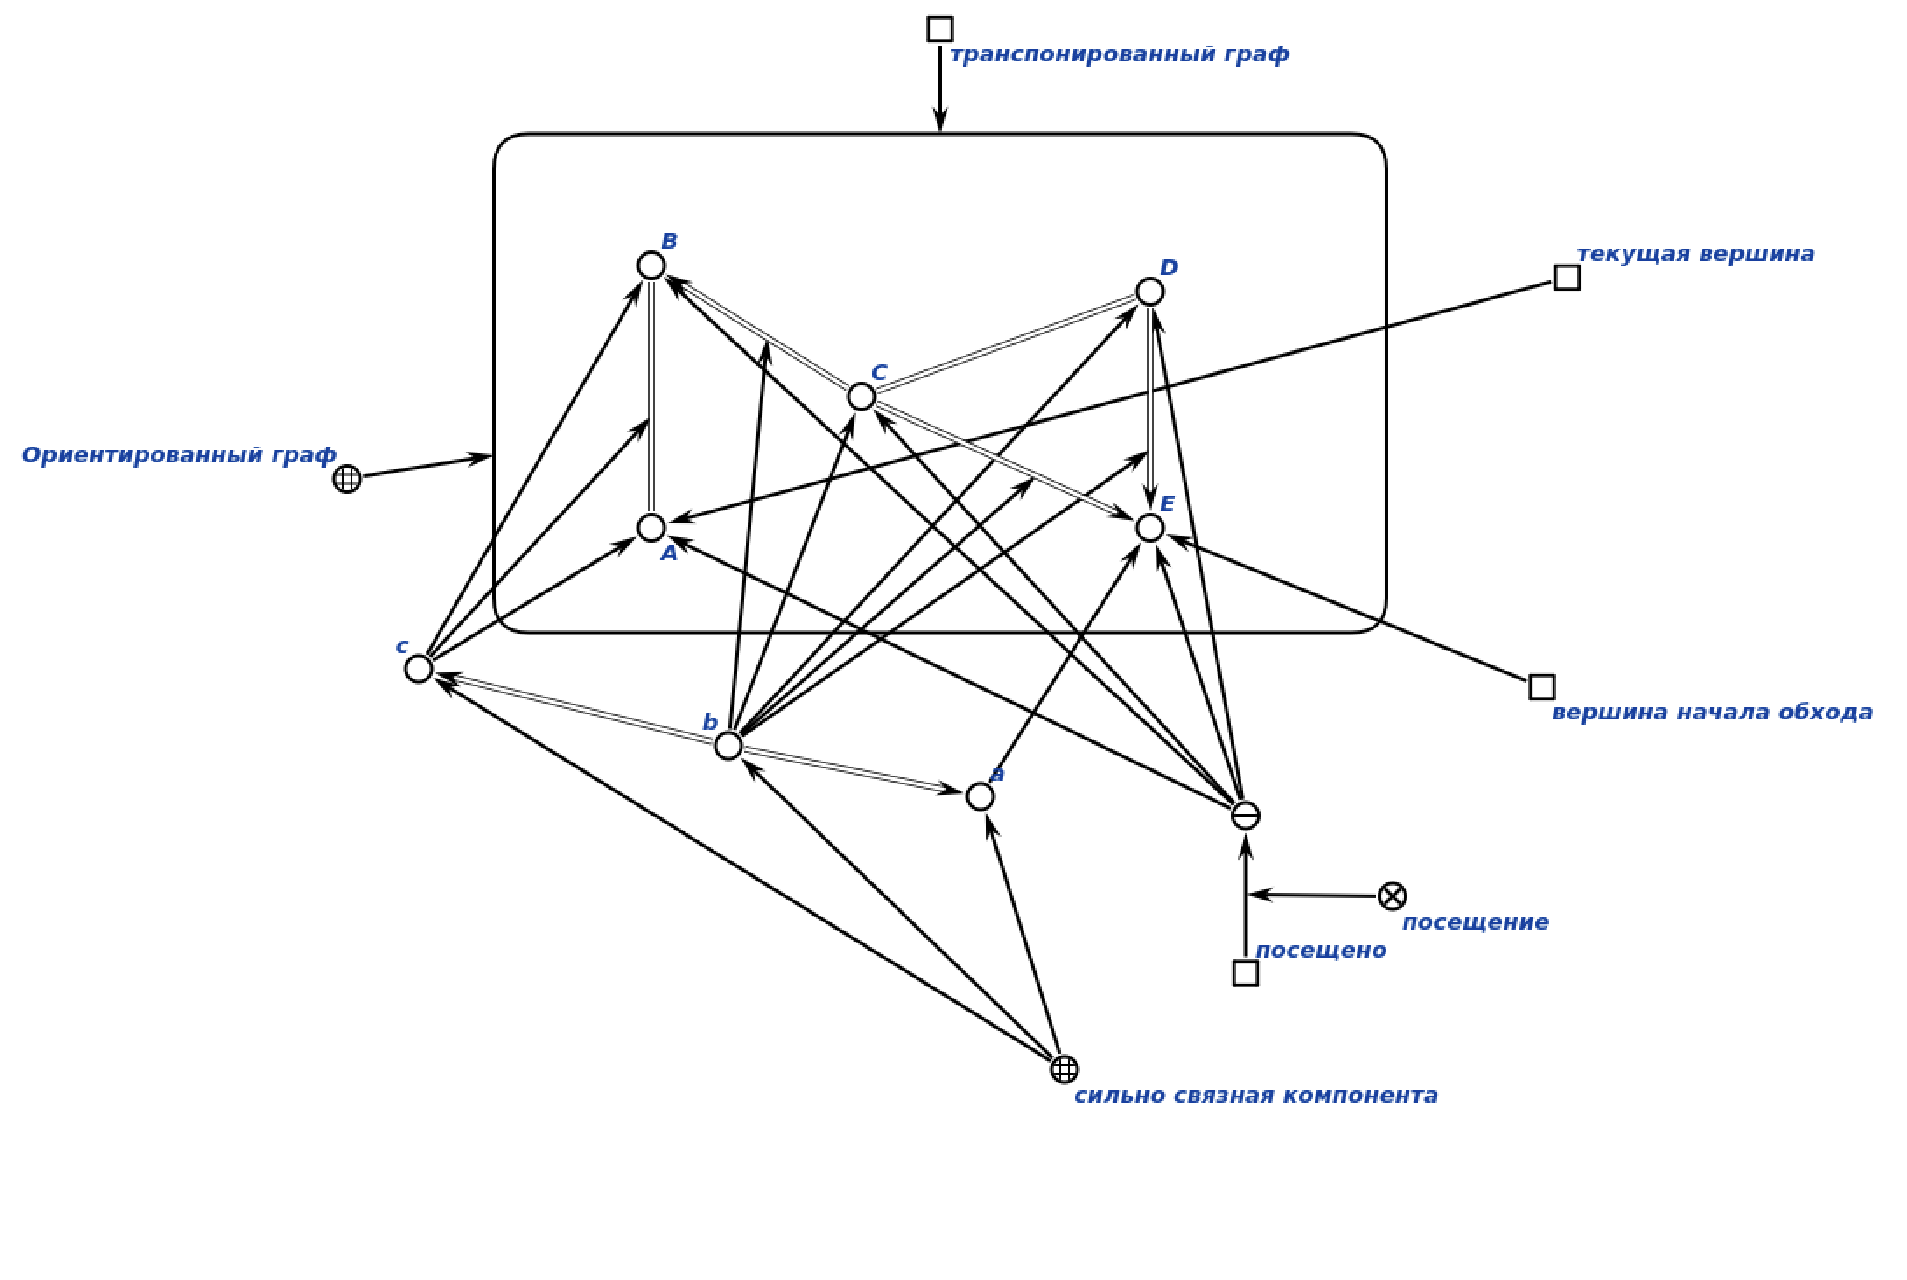 транспонированный граф
B
D
текущая вершина
C
Ориентированный граф
E
A
c
b
вершина начала обхода
a
посещение
посещено
сильно связная компонента